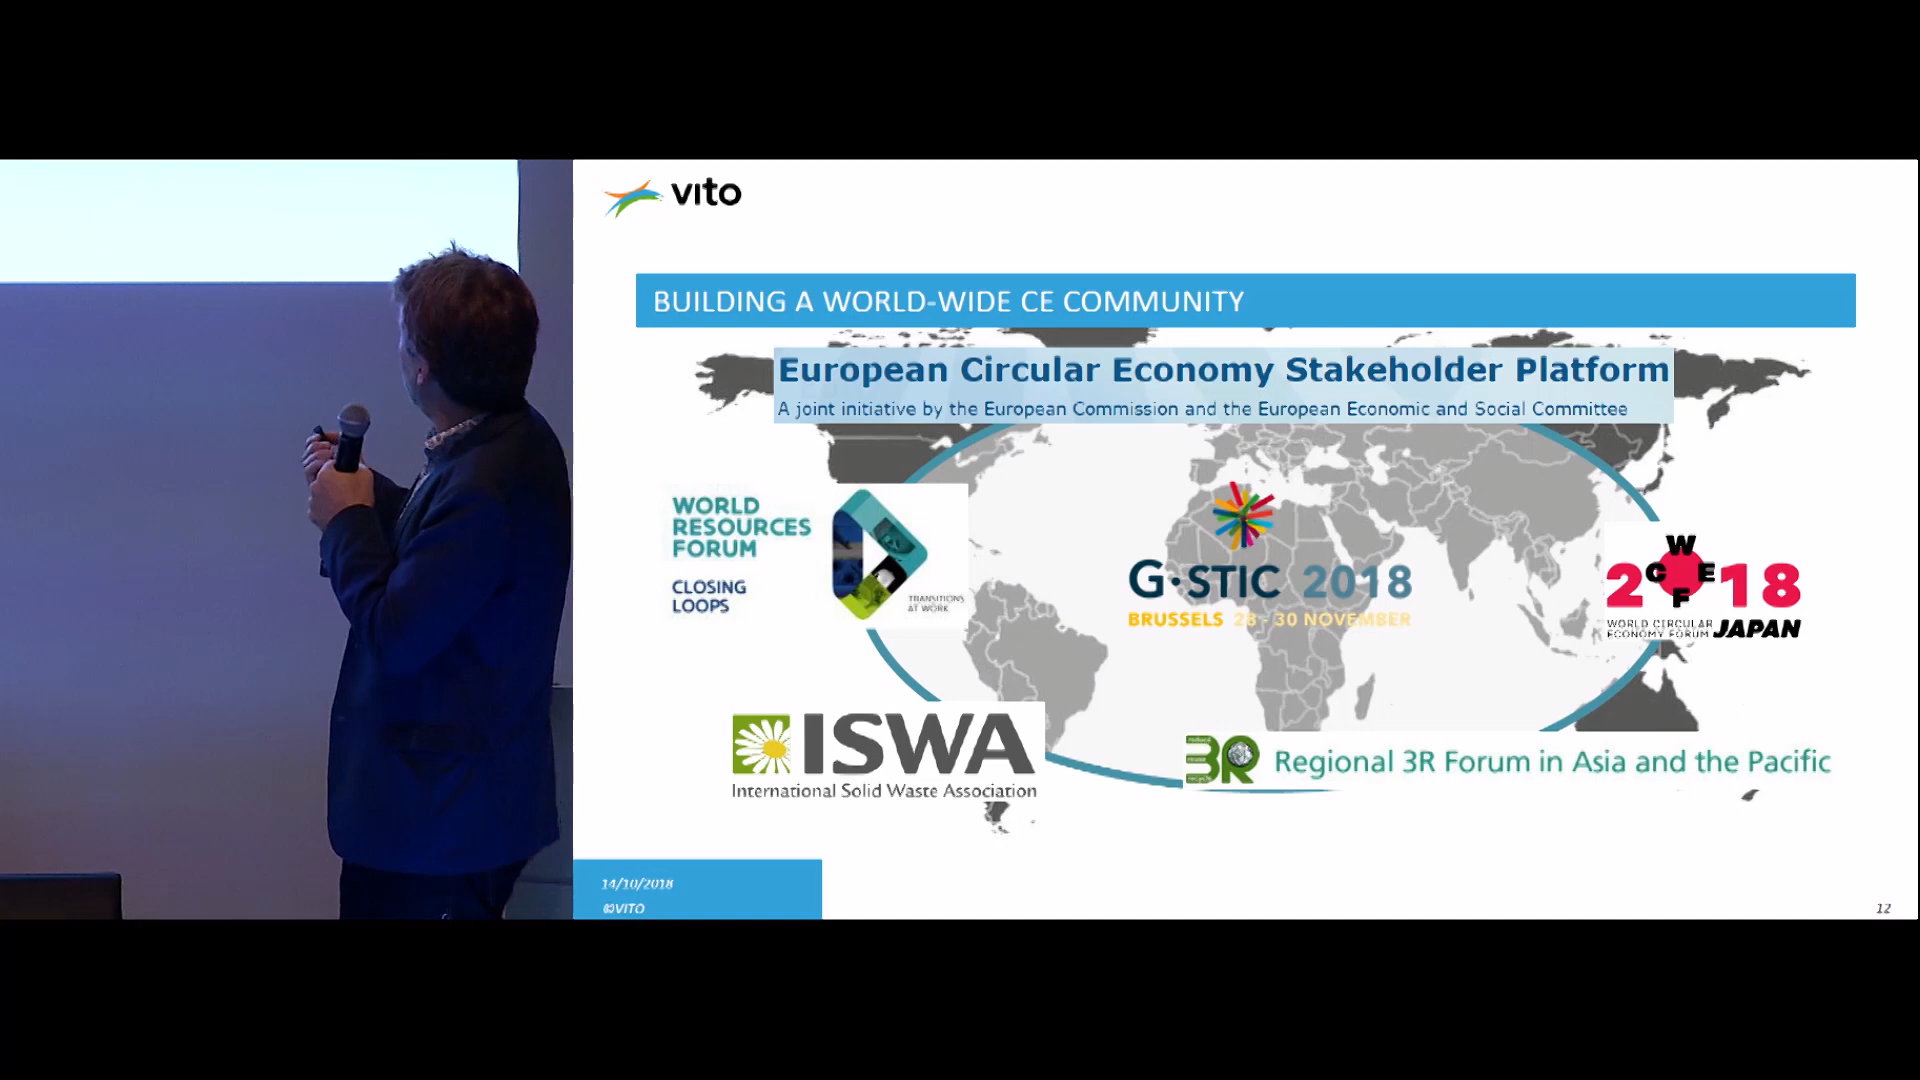 vito
BUILDING A WORLD-WIDE CE COMMUNITY
European Circular Economy Stakeholder Platform
A joint initiative by the European Commission and the European Economic and Social Committee
WORLD
RESOURCES
FORUM
CLOSING
LOOPS
TRANSITIONS
AT WORK
G·STIC 2018
BRUSSELS 28 - 30 NOVEMBER
W
2018
C E
F
WORLD CIRCULAR
ECONOMY FORUM JAPAN
ISWA
International Solid Waste Association
3R Regional 3R Forum in Asia and the Pacific
14/10/2018
©VITO
12